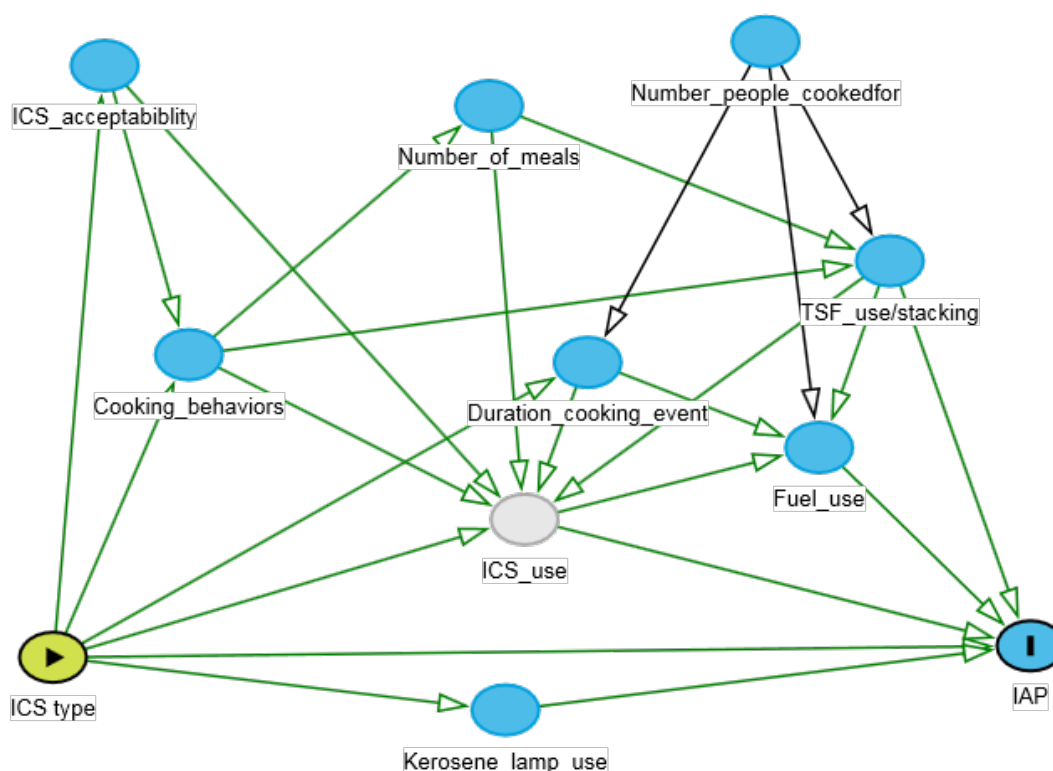 ICS_acceptabiblity
Number_people_cookedfor
Number_of_meals
TSF_use/stacking
Cooking_behaviors
Duration_cooking_event
Fuel_use
ICS_use
ICS type
IAP
Kerosene_lamp_use